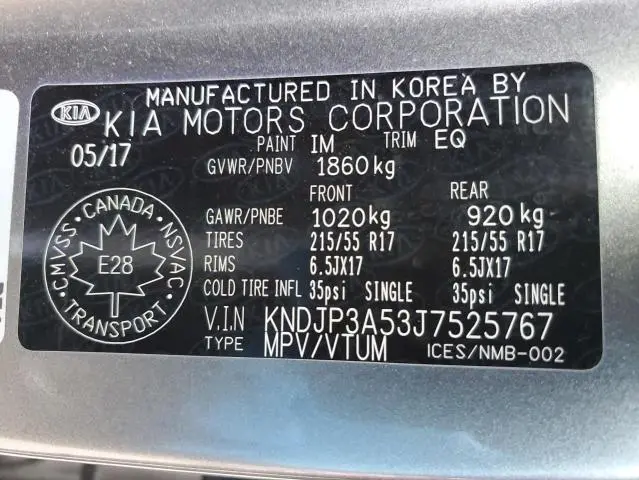 MANUFACTURED IN KOREA BY
KIA KIA MOTORS CORPORATION
05/17 PAINT IM TRIM EQ
GVWR/PNBV 1860kg
FRONT REAR
GAWR/PNBE 1020kg 920kg
TIRES 215/55 R17 215/55 R17
RIMS 6.5JX17 6.5JX17
COLD TIRE INFL 35psi SINGLE 35psi SINGLE
V.I.N KNDJP3A53J7525767
TYPE MPV/VTUM ICES/NMB-002
CANADA
CMVSS NSVAC
E28
TRANSPORT